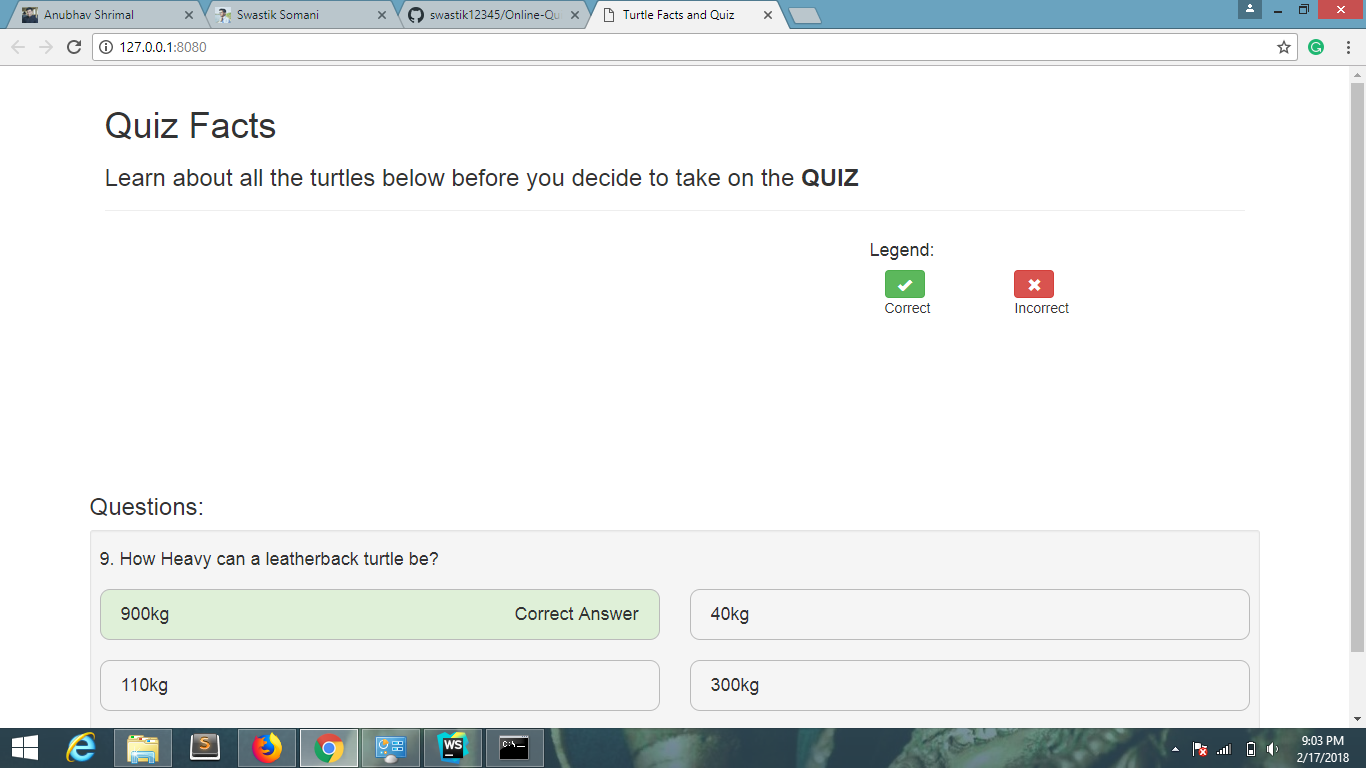 Anubhav Shrimal
Swastik Somani
swastik12345/Online-Qu
Turtle Facts and Quiz
127.0.0.1:8080
Quiz Facts
Learn about all the turtles below before you decide to take on the QUIZ
Legend:
Correct
Incorrect
Questions:
9. How Heavy can a leatherback turtle be?
900kg
Correct Answer
40kg
110kg
300kg
S
WS
C:\
9:03 PM
2/17/2018